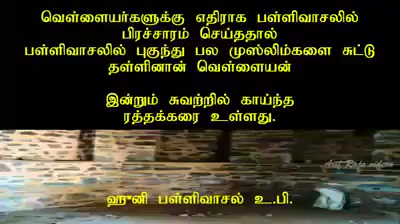 வெள்ளையர்களுக்கு எதிராக பள்ளிவாசலில்
பிரச்சாரம் செய்ததால்
பள்ளிவாசலில் புகுந்து பல முஸ்லிம்களை சுட்டு
தள்ளினான் வெள்ளையன்
இன்றும் சுவற்றில் காய்ந்த
ரத்தக்கரை உள்ளது.
ஹுனி பள்ளிவாசல் உ.பி.